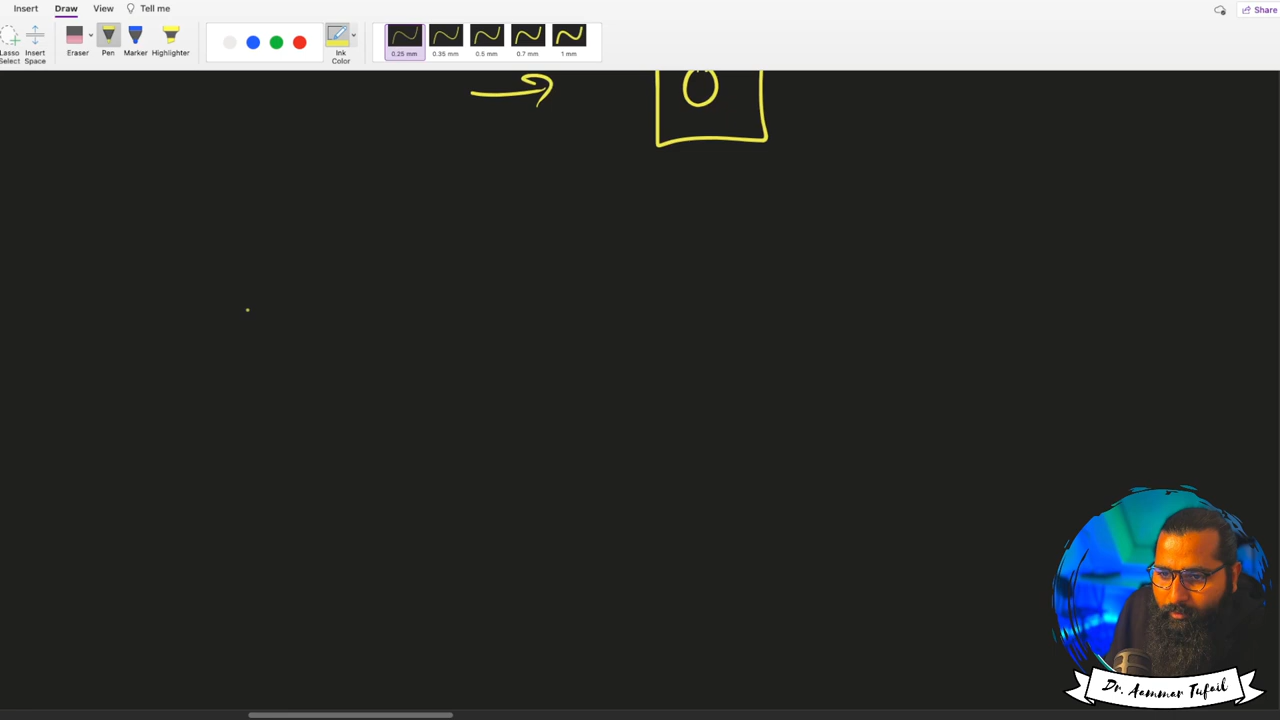 Insert Draw View Tell me
Share
Lasso Select
Insert Space
Eraser
Pen
Marker
Highlighter
Ink Color
0.25 mm
0.35 mm
0.5 mm
0.7 mm
1 mm
0
Dr. Aammar Tufail